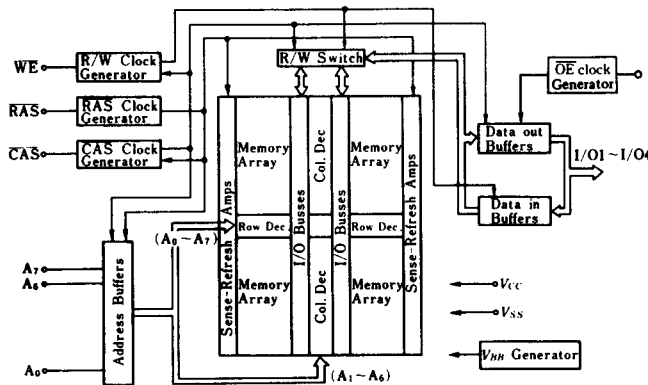 R/W Clock
Generator
WE
RAS Clock
Generator
RAS
CAS Clock
Generator
CAS
R/W Switch
OE clock
Generator
Data out
Buffers
I/O1~I/O4
Data in
Buffers
Sense-Refresh Amps
Memory
Array
I/O Busses
Col. Dec
I/O Busses
Memory
Array
Sense-Refresh Amps
Row Dec.
Row Dec.
Memory
Array
Col. Dec
Memory
Array
(A0~A7)
A7
A6
A0
Address Buffers
(A1~A6)
VCC
VSS
VBB Generator